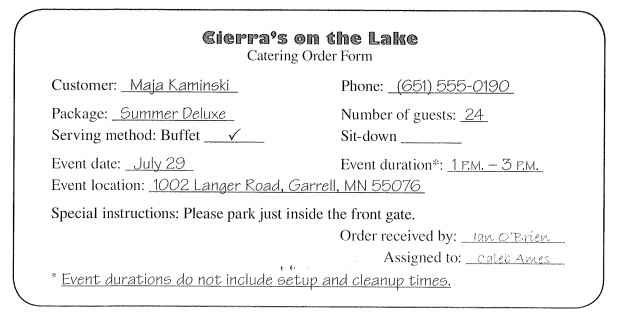 Cierra's on the Lake
Catering Order Form
Customer: Maja Kaminski Phone: (651) 555-0190
Package: Summer Deluxe Number of guests: 24
Serving method: Buffet ✓ Sit-down
Event date: July 29 Event duration*: 1 P.M. – 3 P.M.
Event location: 1002 Langer Road, Garrell, MN 55076
Special instructions: Please park just inside the front gate.
Order received by: Ian O'Brien
Assigned to: Caleb Ames
* Event durations do not include setup and cleanup times.